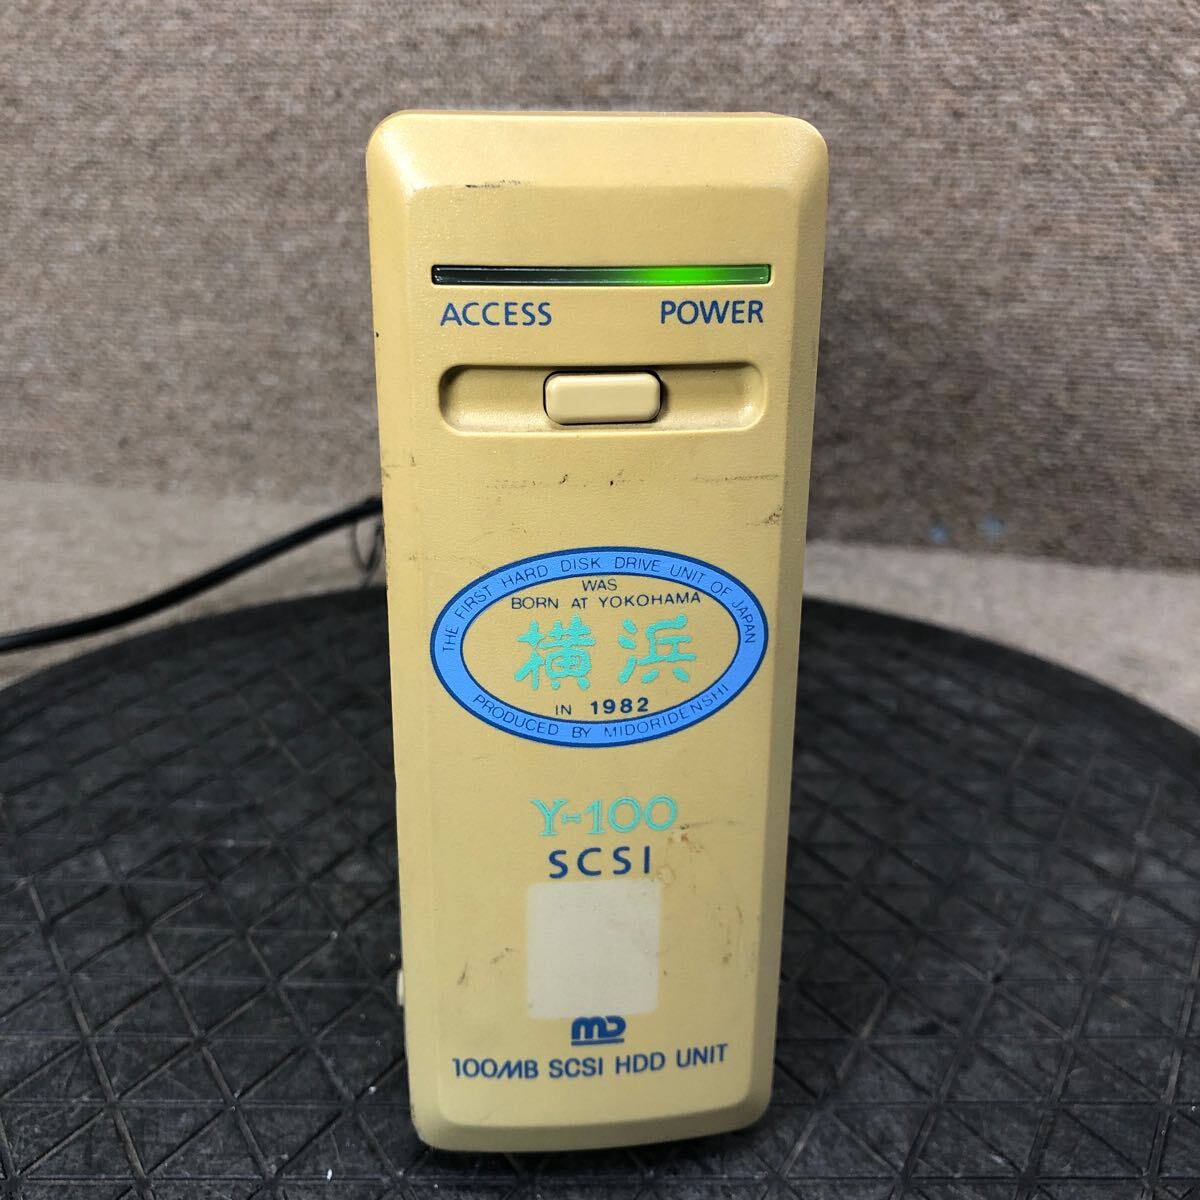 ACCESS POWER
THE FIRST HARD DISK DRIVE UNIT OF JAPAN
WAS
BORN AT YOKOHAMA
横浜
IN 1982
PRODUCED BY MIDORIDENSHI
Y-100
SCSI
MD
100MB SCSI HDD UNIT